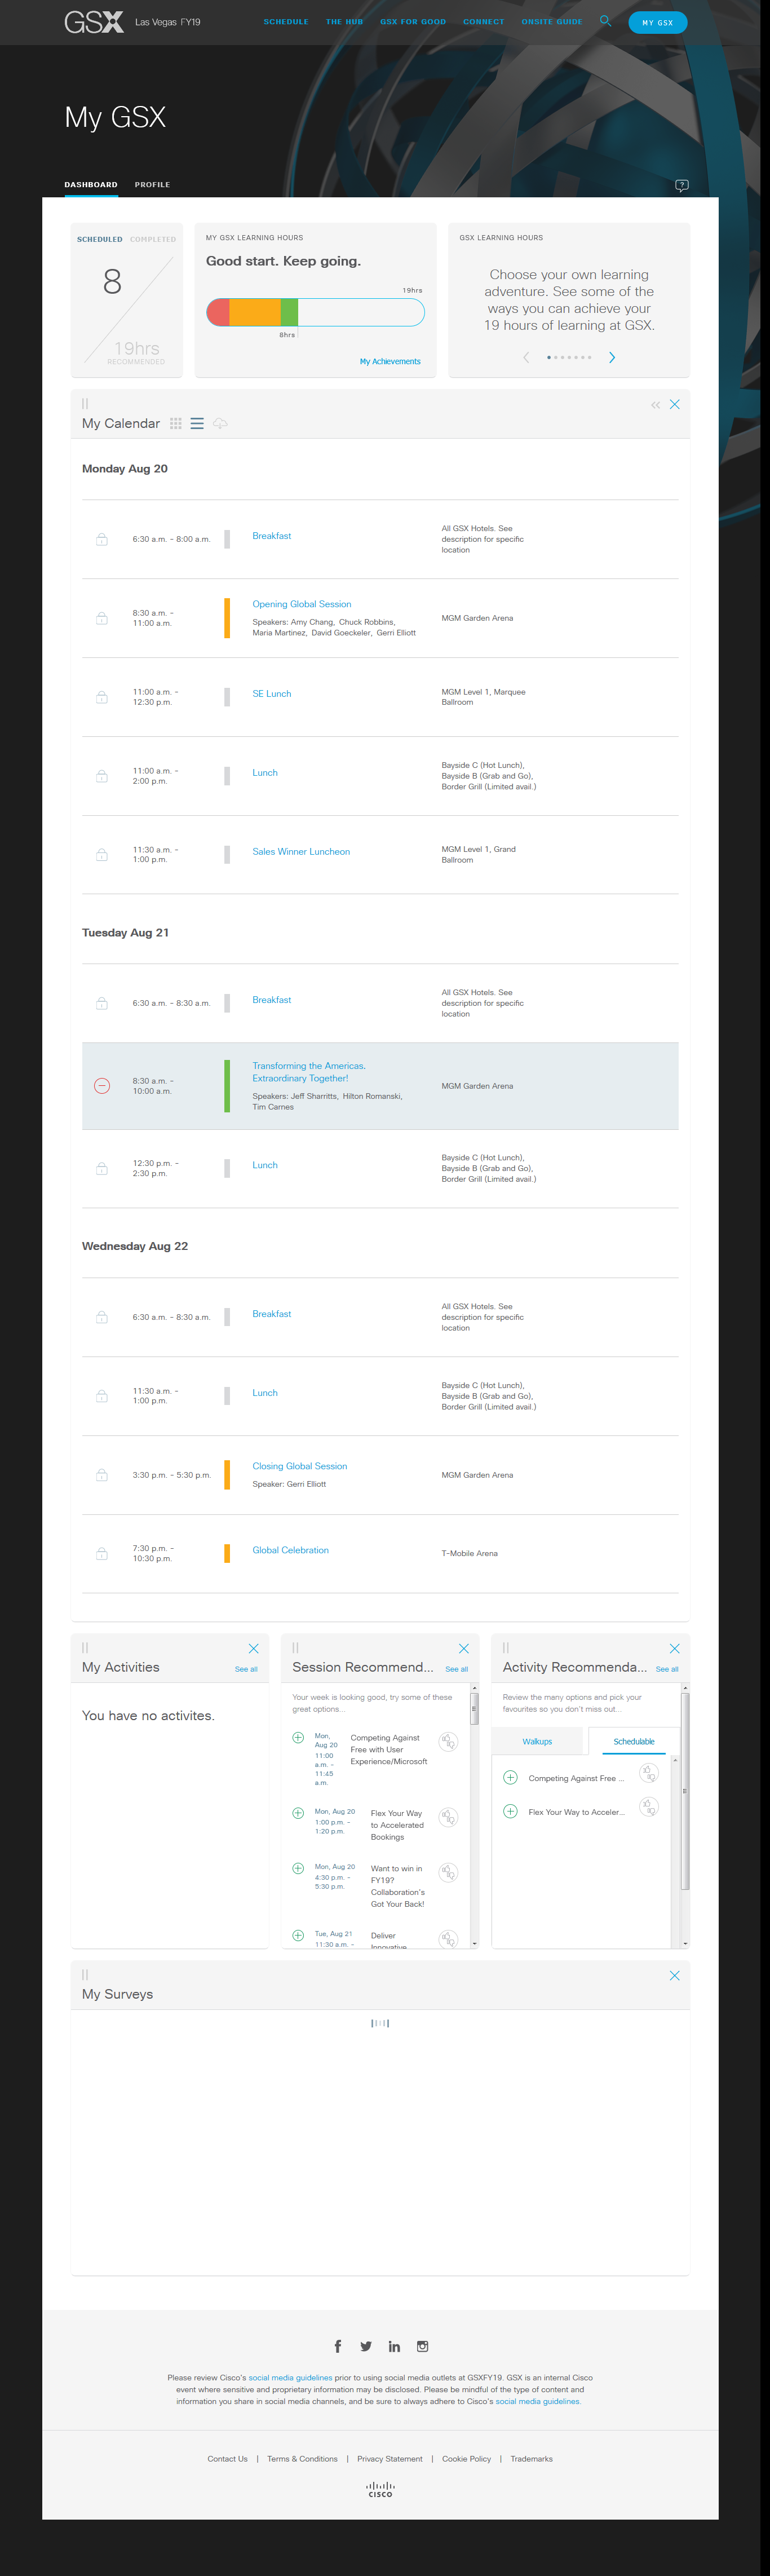 GSX Las Vegas FY19
SCHEDULE THE HUB GSX FOR GOOD CONNECT ONSITE GUIDE MY GSX
My GSX
DASHBOARD PROFILE
SCHEDULED COMPLETED
8
19hrs
RECOMMENDED
MY GSX LEARNING HOURS
Good start. Keep going.
19hrs
8hrs
My Achievements
GSX LEARNING HOURS
Choose your own learning
adventure. See some of the
ways you can achieve your
19 hours of learning at GSX.
My Calendar
Monday Aug 20
6:30 a.m. - 8:00 a.m.
Breakfast
All GSX Hotels. See
description for specific
location
8:30 a.m. -
11:00 a.m.
Opening Global Session
Speakers: Amy Chang, Chuck Robbins,
Maria Martinez, David Goeckeler, Gerri Elliott
MGM Garden Arena
11:00 a.m. -
12:30 p.m.
SE Lunch
MGM Level 1, Marquee
Ballroom
11:00 a.m. -
2:00 p.m.
Lunch
Bayside C (Hot Lunch),
Bayside B (Grab and Go),
Border Grill (Limited avail.)
11:30 a.m. -
1:00 p.m.
Sales Winner Luncheon
MGM Level 1, Grand
Ballroom
Tuesday Aug 21
6:30 a.m. - 8:30 a.m.
Breakfast
All GSX Hotels. See
description for specific
location
8:30 a.m. -
10:00 a.m.
Transforming the Americas.
Extraordinary Together!
Speakers: Jeff Sharritts, Hilton Romanski,
Tim Carnes
MGM Garden Arena
12:30 p.m. -
2:30 p.m.
Lunch
Bayside C (Hot Lunch),
Bayside B (Grab and Go),
Border Grill (Limited avail.)
Wednesday Aug 22
6:30 a.m. - 8:30 a.m.
Breakfast
All GSX Hotels. See
description for specific
location
11:30 a.m. -
1:00 p.m.
Lunch
Bayside C (Hot Lunch),
Bayside B (Grab and Go),
Border Grill (Limited avail.)
3:30 p.m. - 5:30 p.m.
Closing Global Session
Speaker: Gerri Elliott
MGM Garden Arena
7:30 p.m. -
10:30 p.m.
Global Celebration
T-Mobile Arena
My Activities See all
You have no activites.
Session Recommend... See all
Your week is looking good, try some of these
great options...
Mon,
Aug 20
11:00
a.m. -
11:45
a.m.
Competing Against
Free with User
Experience/Microsoft
Mon, Aug 20
1:00 p.m. -
1:20 p.m.
Flex Your Way
to Accelerated
Bookings
Mon, Aug 20
4:30 p.m. -
5:30 p.m.
Want to win in
FY19?
Collaboration's
Got Your Back!
Tue, Aug 21
11:30 a.m. -
Deliver
Innovative
Activity Recommenda... See all
Review the many options and pick your
favourites so you don't miss out...
Walkups Schedulable
Competing Against Free ...
Flex Your Way to Acceler...
My Surveys
Please review Cisco's social media guidelines prior to using social media outlets at GSXFY19. GSX is an internal Cisco
event where sensitive and proprietary information may be disclosed. Please be mindful of the type of content and
information you share in social media channels, and be sure to always adhere to Cisco's social media guidelines.
Contact Us | Terms & Conditions | Privacy Statement | Cookie Policy | Trademarks
CISCO